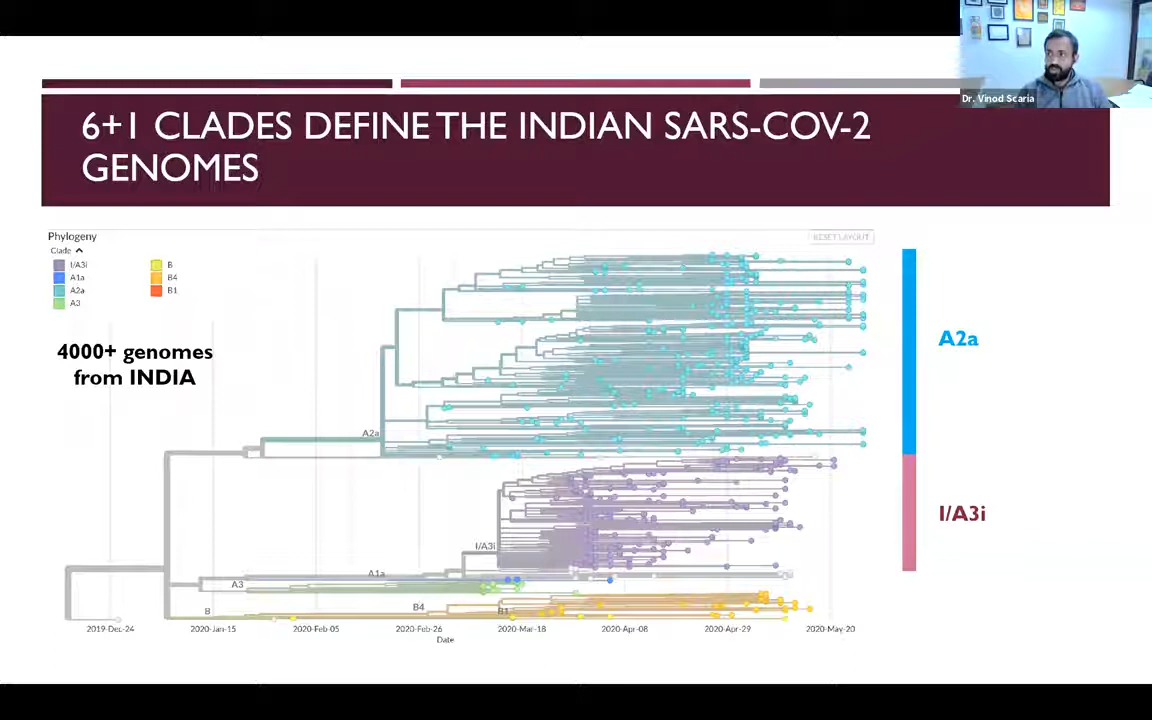 Dr. Vinod Scaria
6+1 CLADES DEFINE THE INDIAN SARS-COV-2
GENOMES
Phylogeny
RESET LAYOUT
Clade
I/A3i
A1a
A2a
A3
B
B4
B1
4000+ genomes
from INDIA
A2a
A2a
I/A3i
I/A3i
A1a
A3
B4
B
B1
2019-Dec-24
2020-Jan-15
2020-Feb-05
2020-Feb-26
2020-Mar-18
2020-Apr-08
2020-Apr-29
2020-May-20
Date